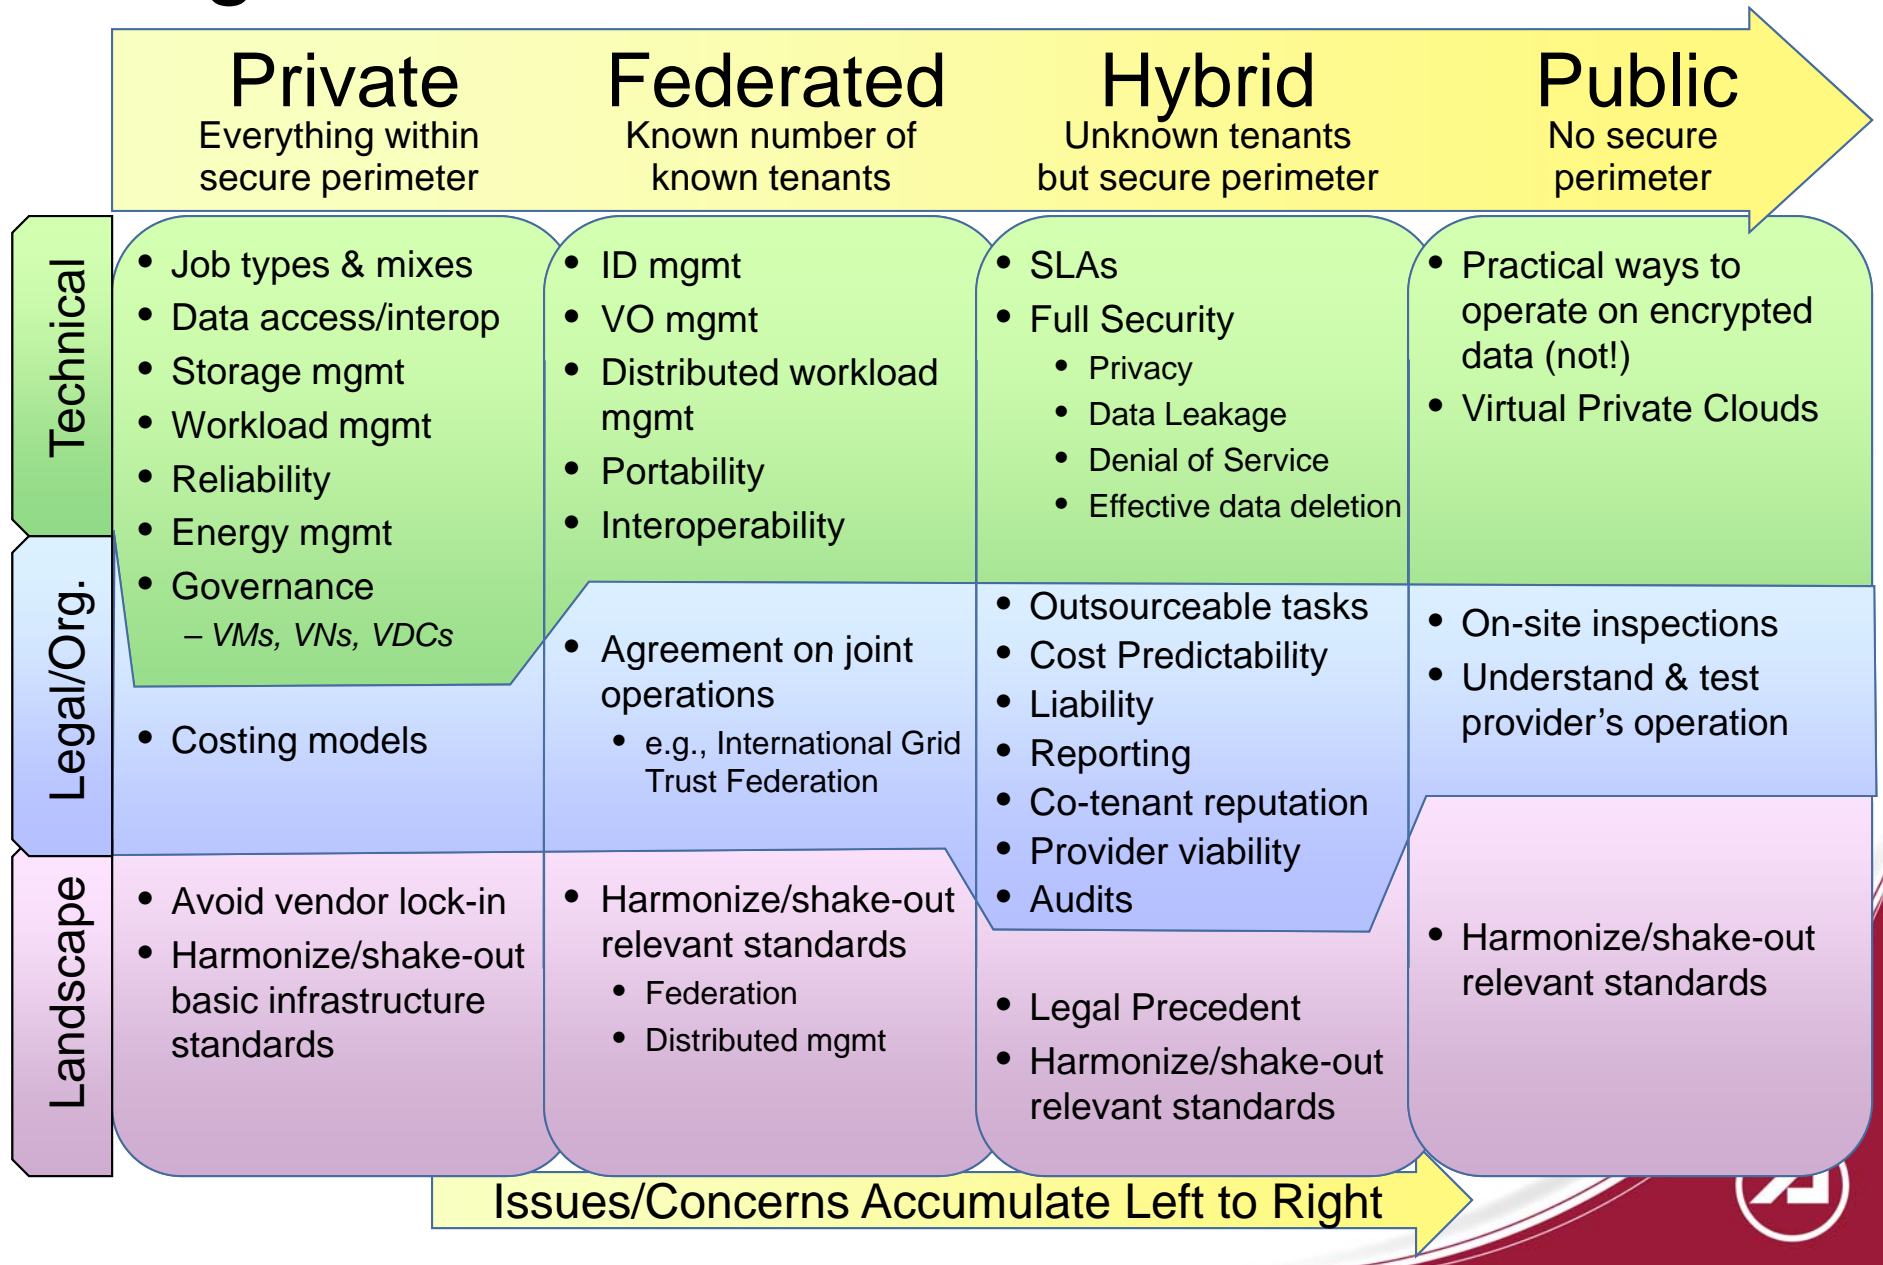 Private
Everything within
secure perimeter
Federated
Known number of
known tenants
Hybrid
Unknown tenants
but secure perimeter
Public
No secure
perimeter
Technical
• Job types & mixes
• Data access/interop
• Storage mgmt
• Workload mgmt
• Reliability
• Energy mgmt
• Governance
– VMs, VNs, VDCs
• ID mgmt
• VO mgmt
• Distributed workload
mgmt
• Portability
• Interoperability
• SLAs
• Full Security
• Privacy
• Data Leakage
• Denial of Service
• Effective data deletion
• Practical ways to
operate on encrypted
data (not!)
• Virtual Private Clouds
Legal/Org.
• Costing models
• Agreement on joint
operations
• e.g., International Grid
Trust Federation
• Outsourceable tasks
• Cost Predictability
• Liability
• Reporting
• Co-tenant reputation
• Provider viability
• Audits
• On-site inspections
• Understand & test
provider’s operation
Landscape
• Avoid vendor lock-in
• Harmonize/shake-out
basic infrastructure
standards
• Harmonize/shake-out
relevant standards
• Federation
• Distributed mgmt
• Legal Precedent
• Harmonize/shake-out
relevant standards
• Harmonize/shake-out
relevant standards
Issues/Concerns Accumulate Left to Right